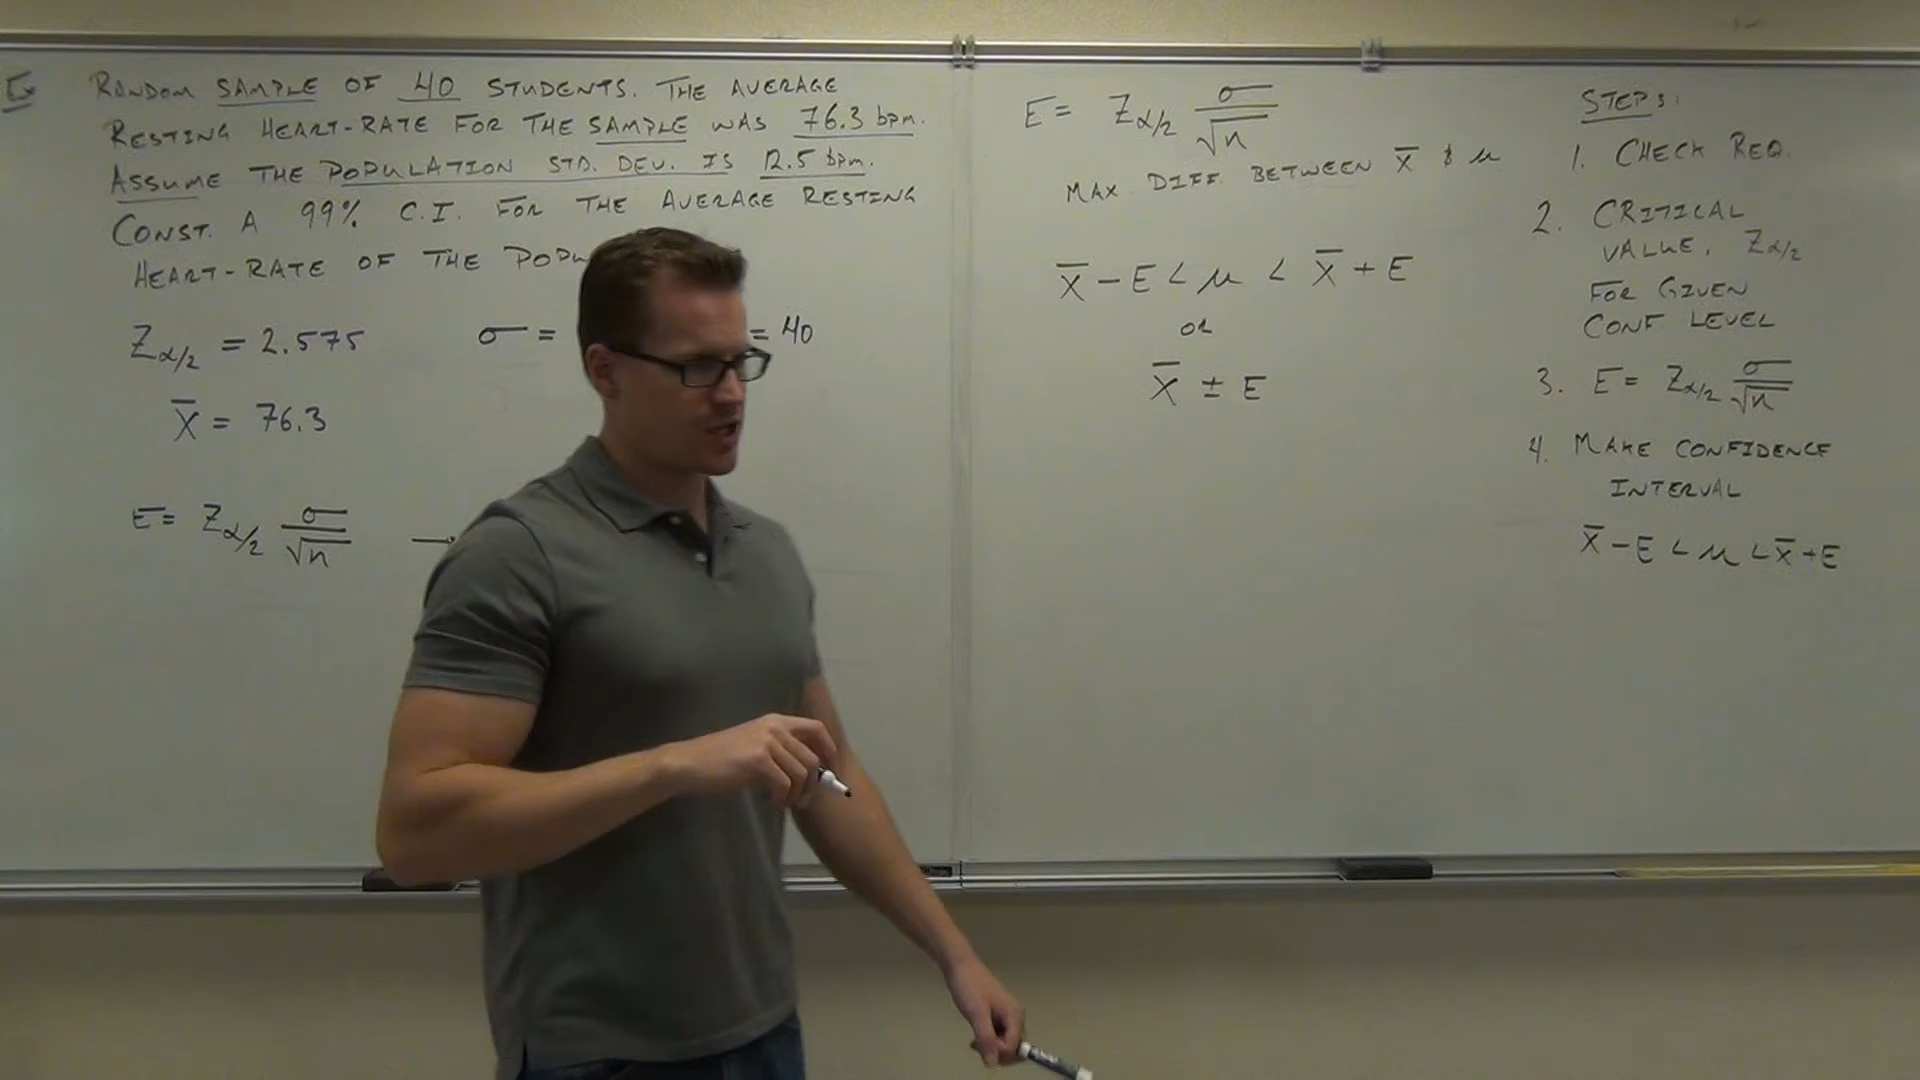 Ex RANDOM SAMPLE OF 40 STUDENTS. THE AVERAGE
RESTING HEART-RATE FOR THE SAMPLE WAS 76.3 bpm.
ASSUME THE POPULATION STD. DEV. IS 12.5 bpm.
CONST. A 99% C.I. FOR THE AVERAGE RESTING
HEART-RATE OF THE POPU
Zα/2 = 2.575
σ =
= 40
X̄ = 76.3
E = Zα/2 σ/√n →
E = Zα/2 σ/√n
MAX DIFF. BETWEEN X̄ & μ
X̄ - E < μ < X̄ + E
OR
X̄ ± E
STEPS:
1. CHECK REQ.
2. CRITICAL
VALUE, Zα/2
FOR GIVEN
CONF LEVEL
3. E = Zα/2 σ/√n
4. MAKE CONFIDENCE
INTERVAL
X̄ - E < μ < X̄ + E